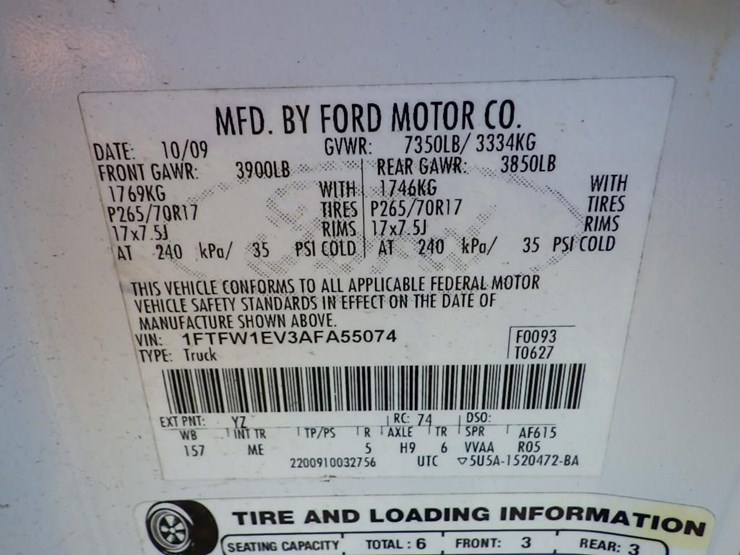 MFD. BY FORD MOTOR CO.
DATE: 10/09 GVWR: 7350LB/ 3334KG
FRONT GAWR: 3900LB REAR GAWR: 3850LB
1769KG WITH 1746KG WITH
P265/70R17 TIRES P265/70R17 TIRES
17x7.5J RIMS 17x7.5J RIMS
AT 240 kPa/ 35 PSI COLD AT 240 kPa/ 35 PSI COLD
THIS VEHICLE CONFORMS TO ALL APPLICABLE FEDERAL MOTOR
VEHICLE SAFETY STANDARDS IN EFFECT ON THE DATE OF
MANUFACTURE SHOWN ABOVE.
VIN: 1FTFW1EV3AFA55074 F0093
TYPE: Truck T0627
EXT PNT: YZ RC: 74 DSO:
WB INT TR TP/PS R AXLE TR SPR AF615
157 ME 5 H9 6 VVAA R05
2200910032756 UTC ▽5U5A-1520472-BA
TIRE AND LOADING INFORMATION
SEATING CAPACITY TOTAL: 6 FRONT: 3 REAR: 3